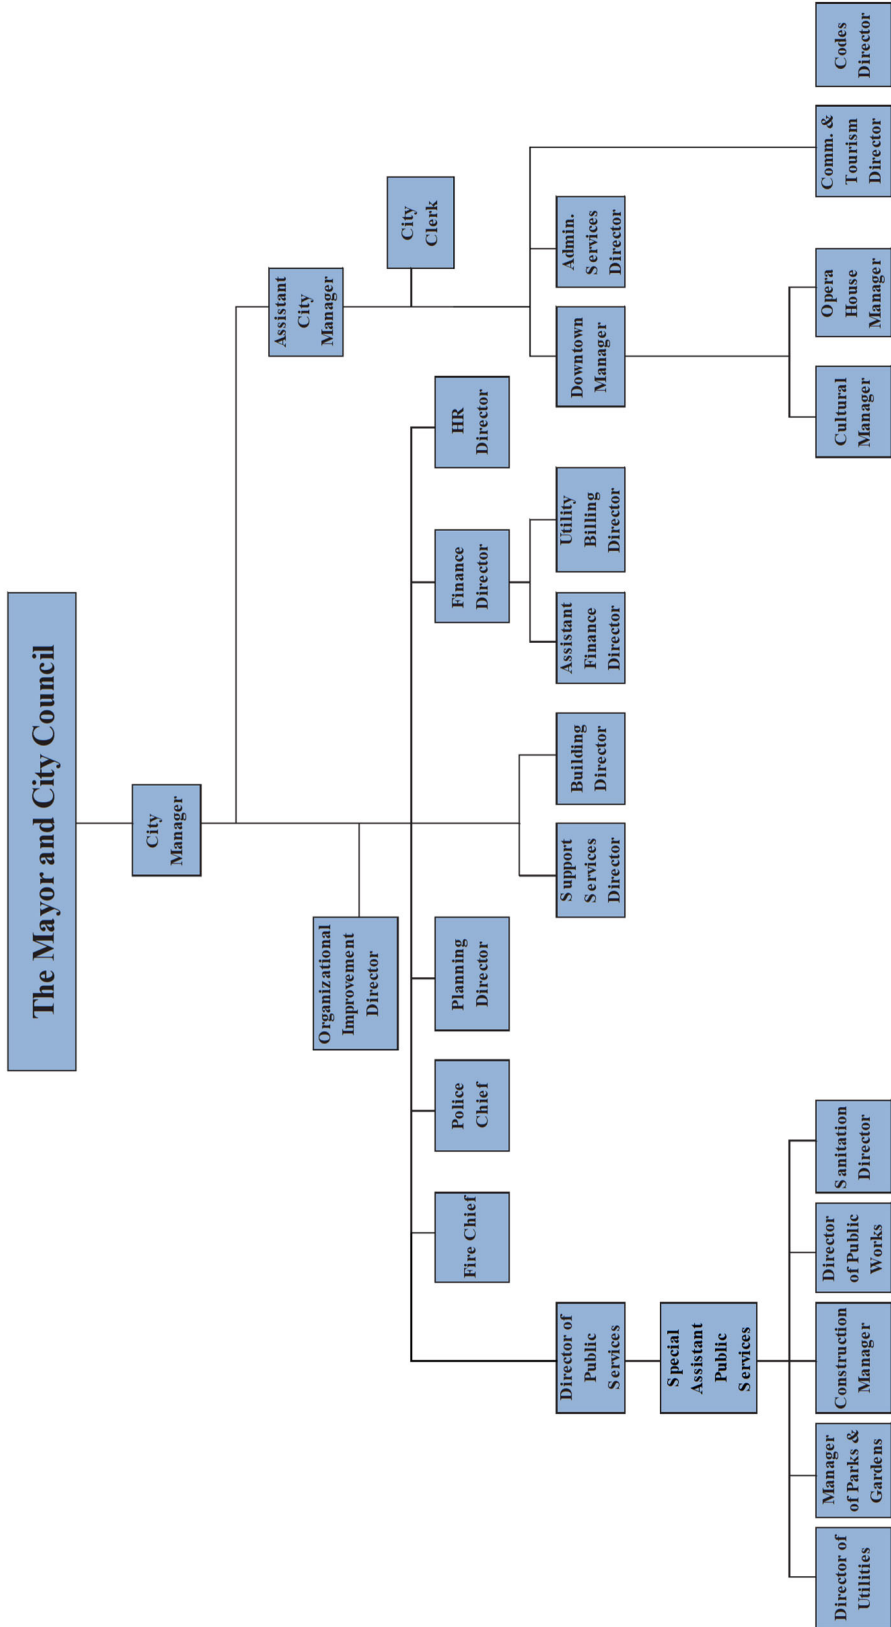 The Mayor and City Council
City
Manager
Assistant
City
Manager
Organizational
Improvement
Director
City
Clerk
Fire Chief
Police
Chief
Planning
Director
Finance
Director
HR
Director
Director of
Public
Services
Support
Services
Director
Building
Director
Assistant
Finance
Director
Utility
Billing
Director
Downtown
Manager
Admin.
Services
Director
Special
Assistant
Public
Services
Director of
Utilities
Manager
of Parks &
Gardens
Construction
Manager
Director
of Public
Works
Sanitation
Director
Cultural
Manager
Opera
House
Manager
Comm. &
Tourism
Director
Codes
Director